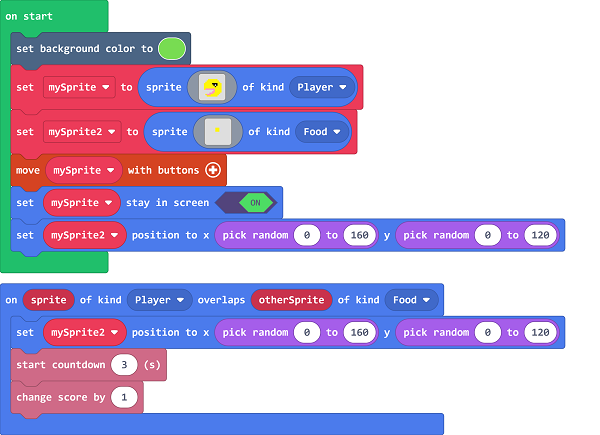 on start
set background color to
set mySprite to sprite of kind Player
set mySprite2 to sprite of kind Food
move mySprite with buttons
set mySprite stay in screen ON
set mySprite2 position to x pick random 0 to 160 y pick random 0 to 120
on sprite of kind Player overlaps otherSprite of kind Food
set mySprite2 position to x pick random 0 to 160 y pick random 0 to 120
start countdown 3 (s)
change score by 1